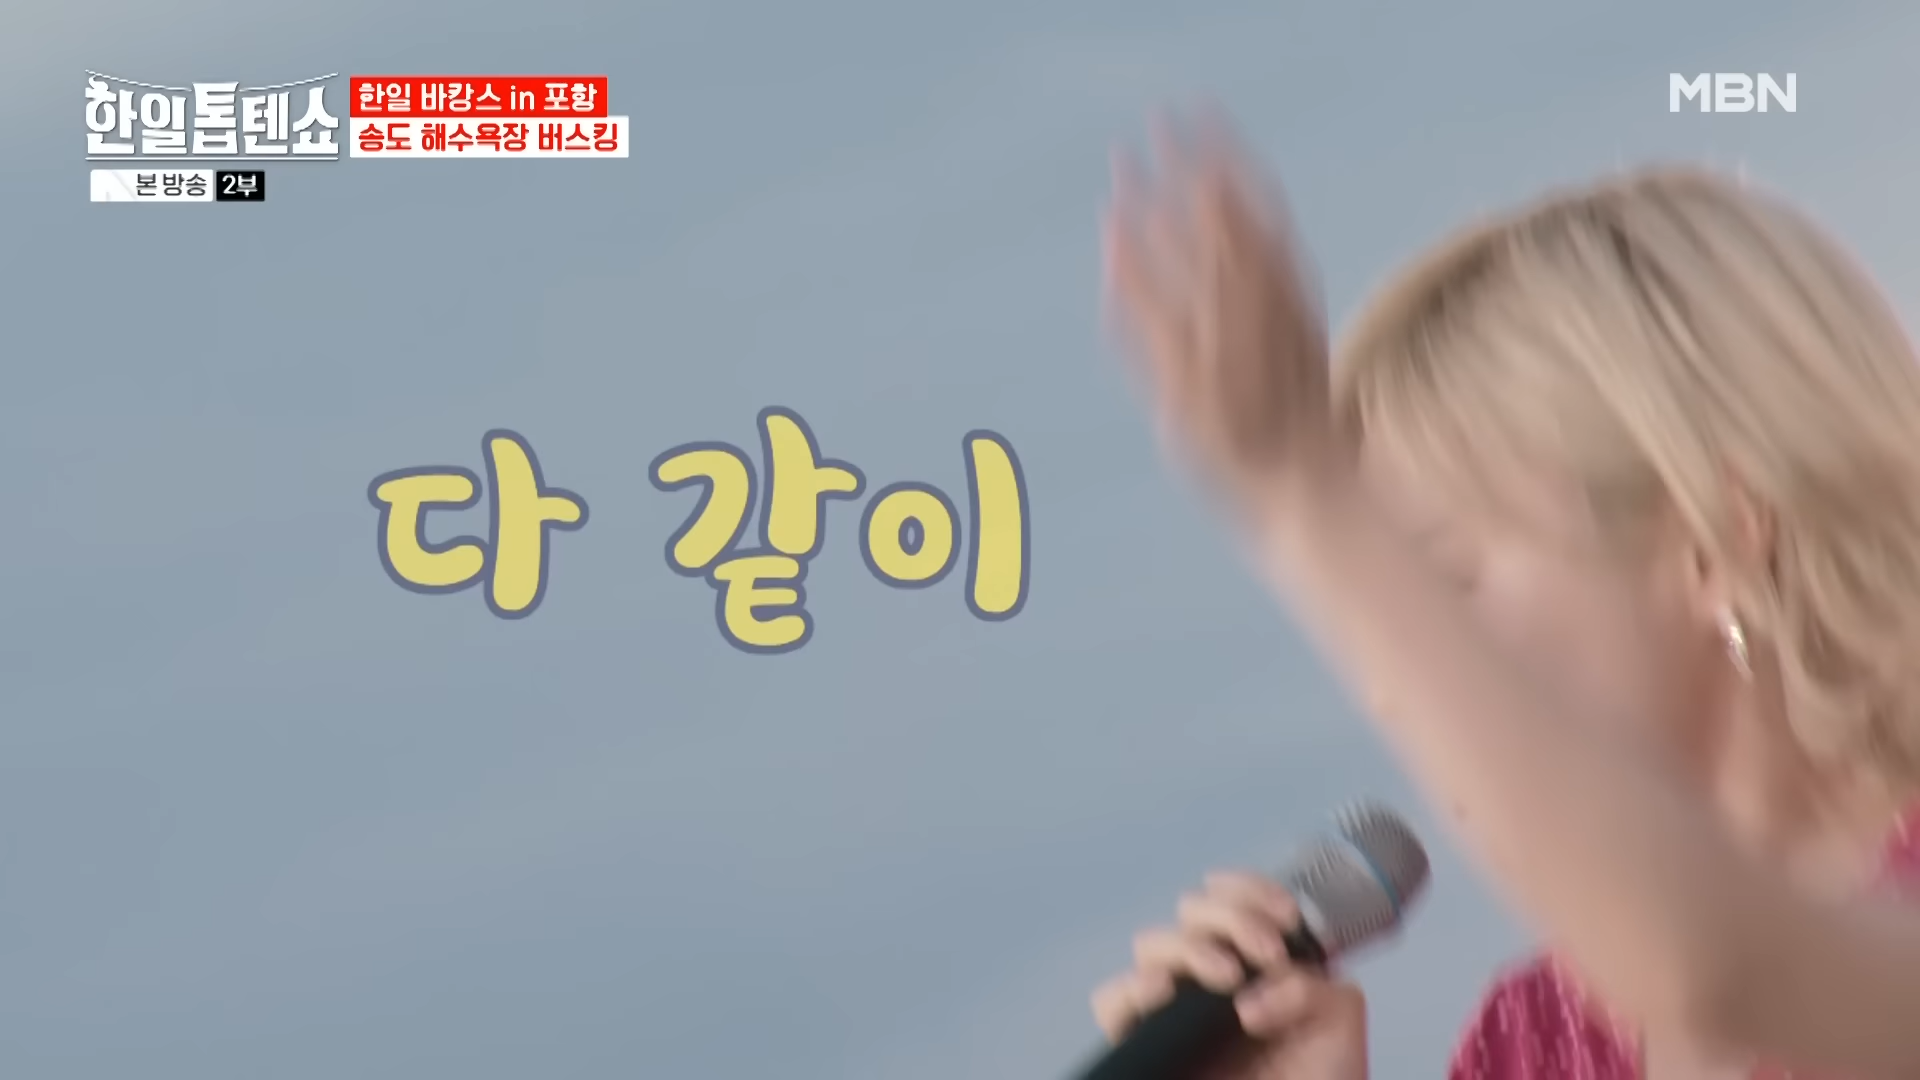 한일톱텐쇼
한일 바캉스 in 포항
송도 해수욕장 버스킹
본 방송 2부
MBN
다 같이